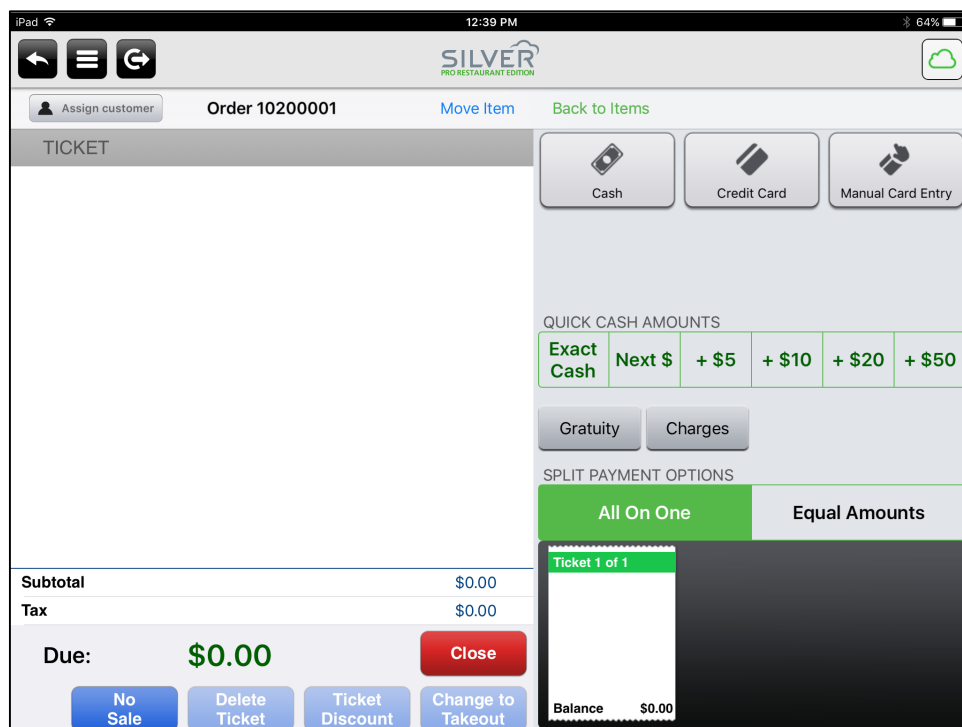 iPad 12:39 PM 64%
SILVER
PRO RESTAURANT EDITION
Assign customer Order 10200001 Move Item Back to Items
TICKET
Cash Credit Card Manual Card Entry
QUICK CASH AMOUNTS
Exact Cash Next $ + $5 + $10 + $20 + $50
Gratuity Charges
SPLIT PAYMENT OPTIONS
All On One Equal Amounts
Ticket 1 of 1
Subtotal $0.00
Tax $0.00
Due: $0.00 Close
Balance $0.00
No Sale Delete Ticket Ticket Discount Change to Takeout